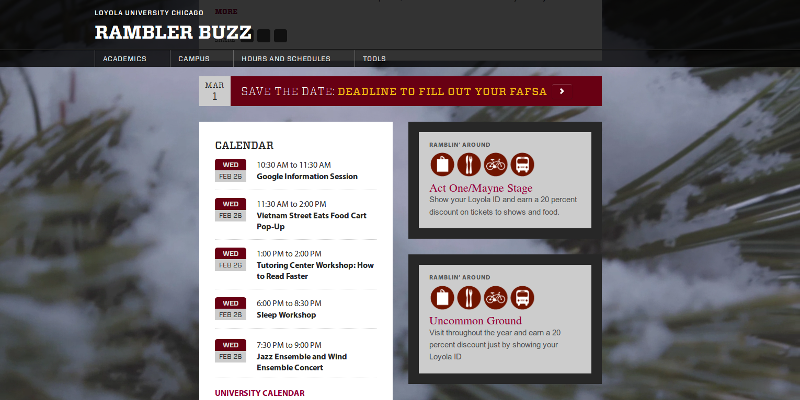 MORE
LOYOLA UNIVERSITY CHICAGO
RAMBLER BUZZ
ACADEMICS
CAMPUS
HOURS AND SCHEDULES
TOOLS
MAR
1
SAVE THE DATE: DEADLINE TO FILL OUT YOUR FAFSA
CALENDAR
WED
FEB 26
10:30 AM to 11:30 AM
Google Information Session
WED
FEB 26
11:30 AM to 2:00 PM
Vietnam Street Eats Food Cart
Pop-Up
WED
FEB 26
1:00 PM to 2:00 PM
Tutoring Center Workshop: How
to Read Faster
WED
FEB 26
6:00 PM to 8:30 PM
Sleep Workshop
WED
FEB 26
7:30 PM to 9:00 PM
Jazz Ensemble and Wind
Ensemble Concert
UNIVERSITY CALENDAR
RAMBLIN' AROUND
Act One/Mayne Stage
Show your Loyola ID and earn a 20 percent
discount on tickets to shows and food.
RAMBLIN' AROUND
Uncommon Ground
Visit throughout the year and earn a 20
percent discount just by showing your
Loyola ID